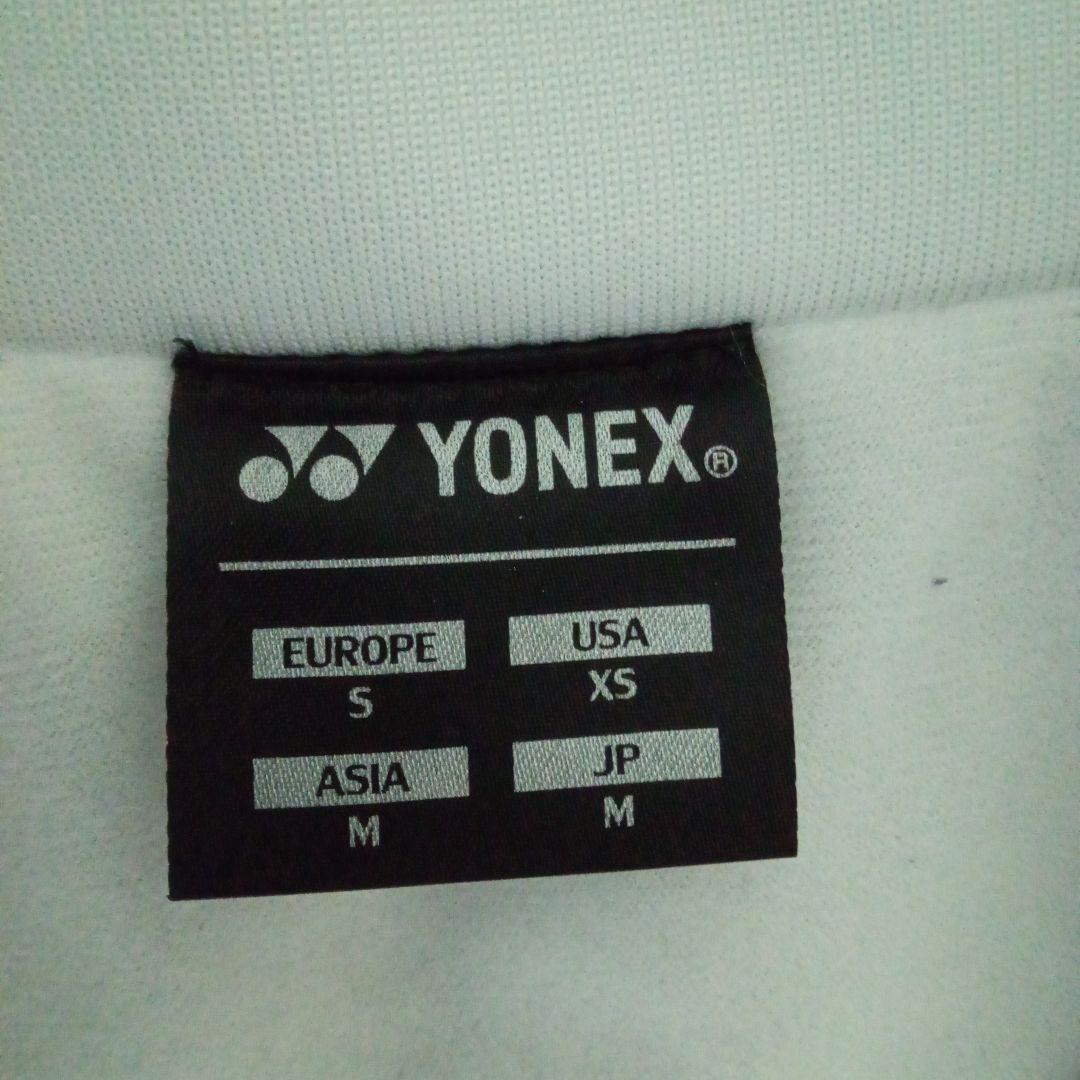 YONEX®
EUROPE USA
S XS
ASIA JP
M M